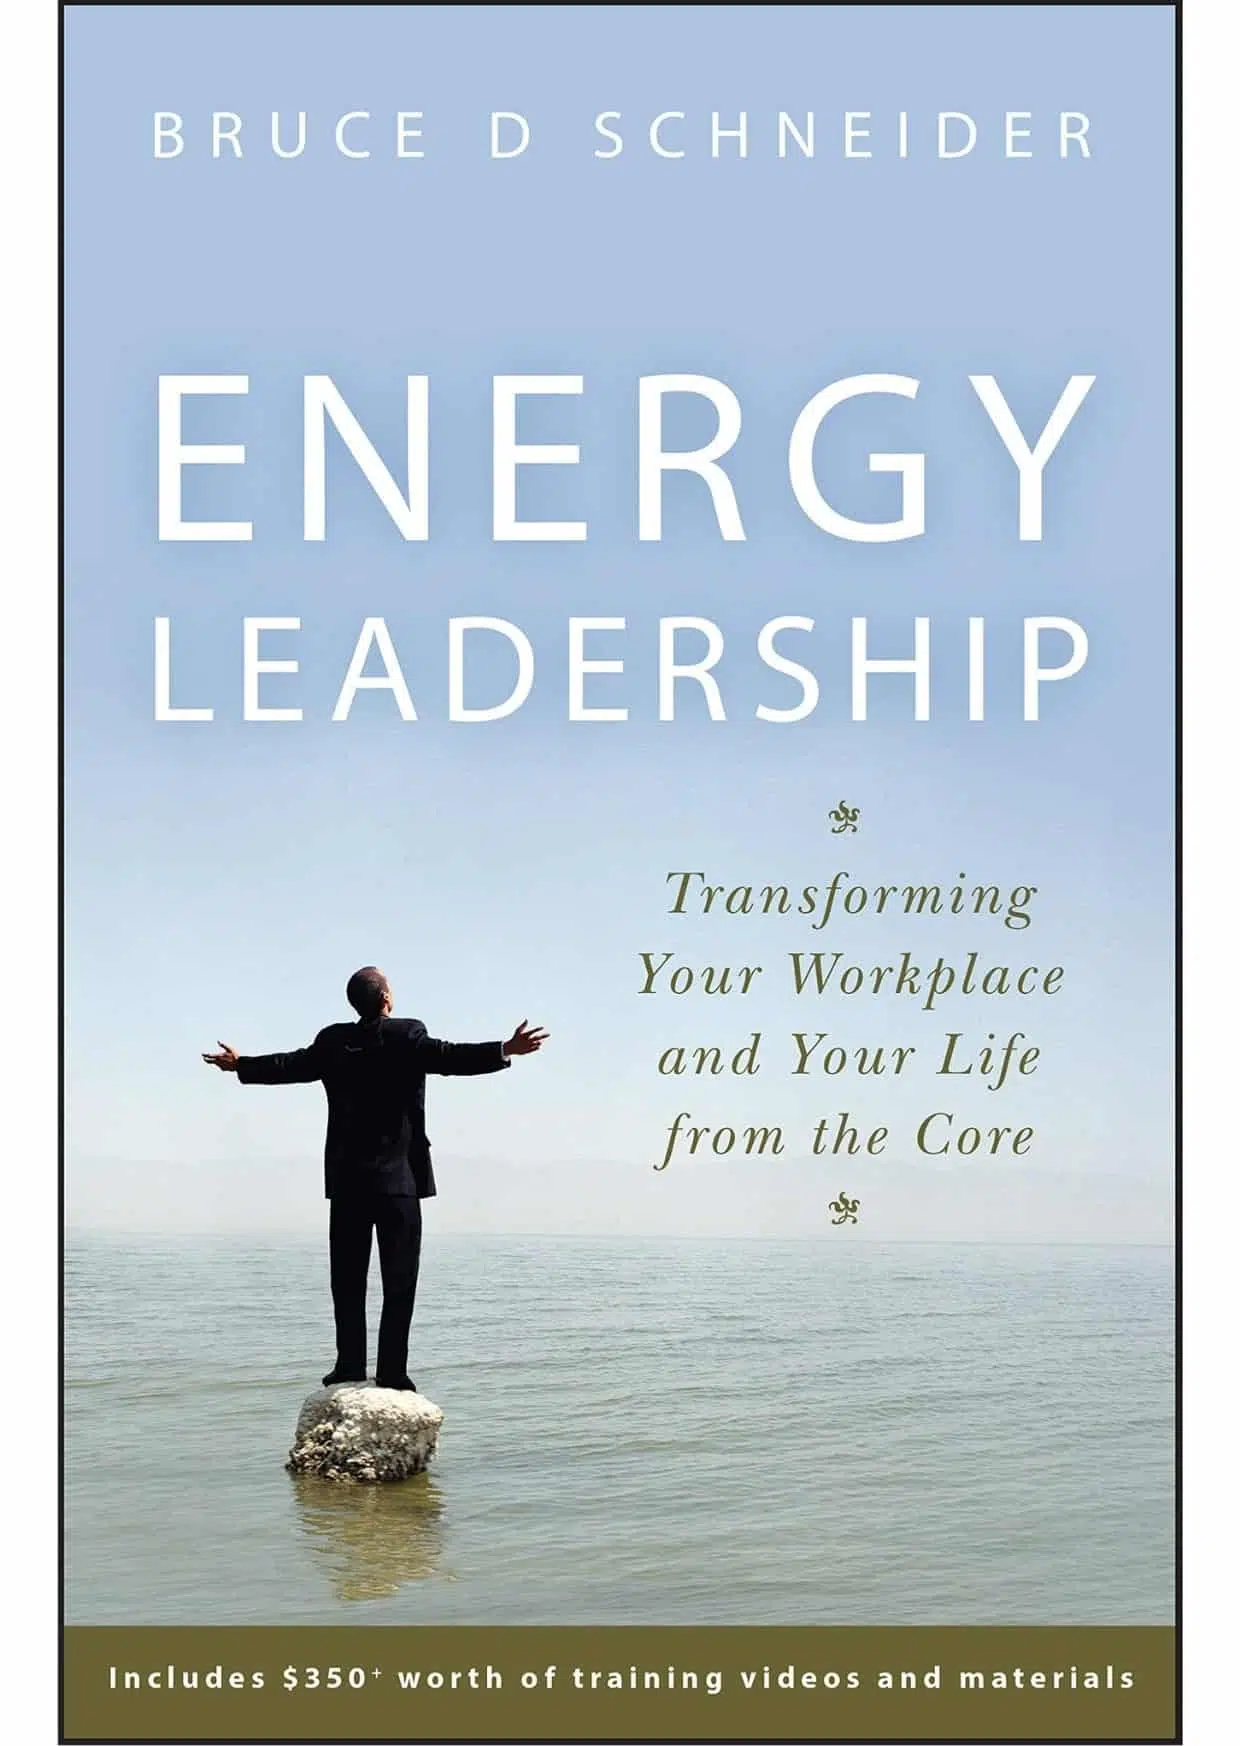 BRUCE D SCHNEIDER
ENERGY
LEADERSHIP
Transforming
Your Workplace
and Your Life
from the Core
Includes $350+ worth of training videos and materials